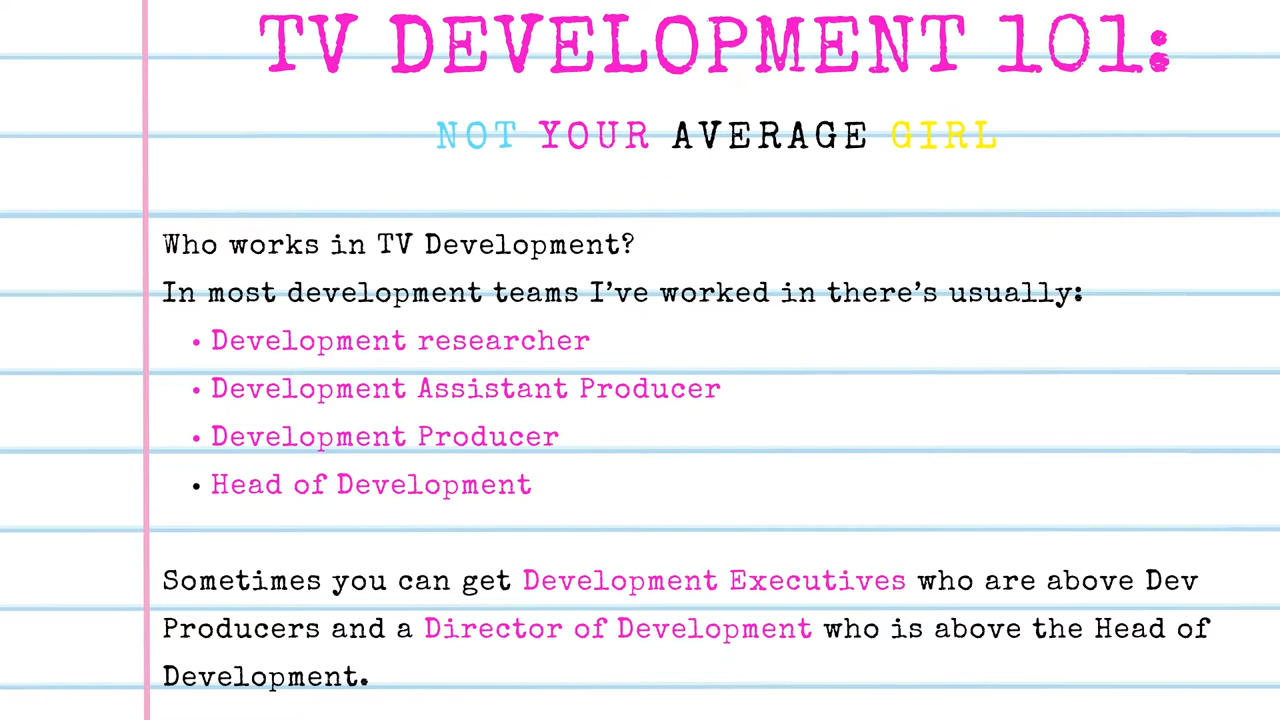 TV DEVELOPMENT 101:
NOT YOUR AVERAGE GIRL
Who works in TV Development?
In most development teams I've worked in there's usually:
• Development researcher
• Development Assistant Producer
• Development Producer
• Head of Development
Sometimes you can get Development Executives who are above Dev
Producers and a Director of Development who is above the Head of
Development.